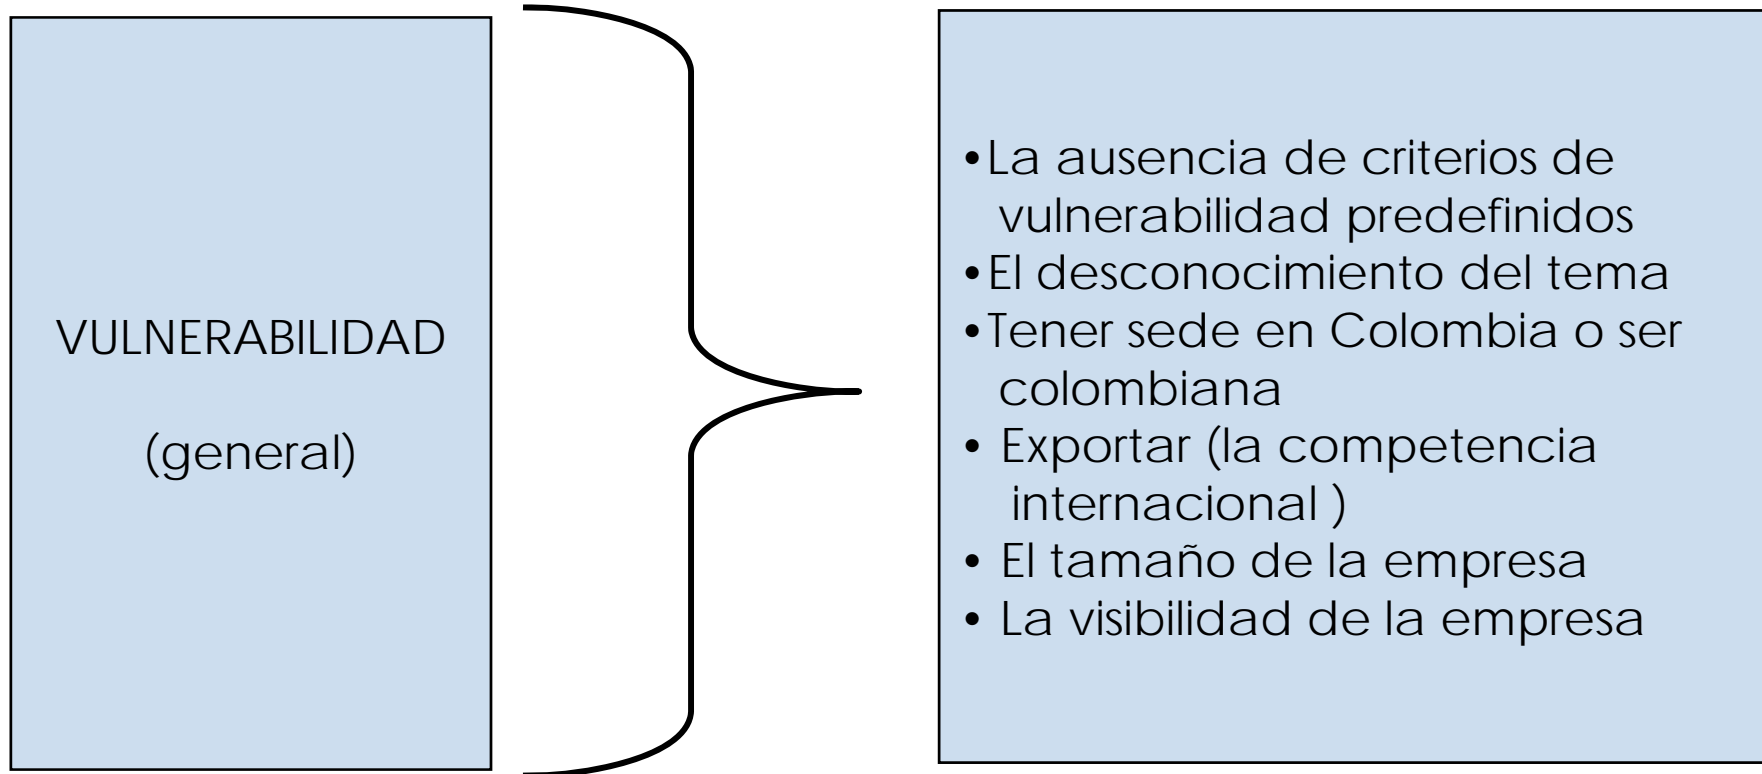 VULNERABILIDAD
(general)
•La ausencia de criterios de
vulnerabilidad predefinidos
•El desconocimiento del tema
•Tener sede en Colombia o ser
colombiana
• Exportar (la competencia
internacional )
• El tamaño de la empresa
• La visibilidad de la empresa